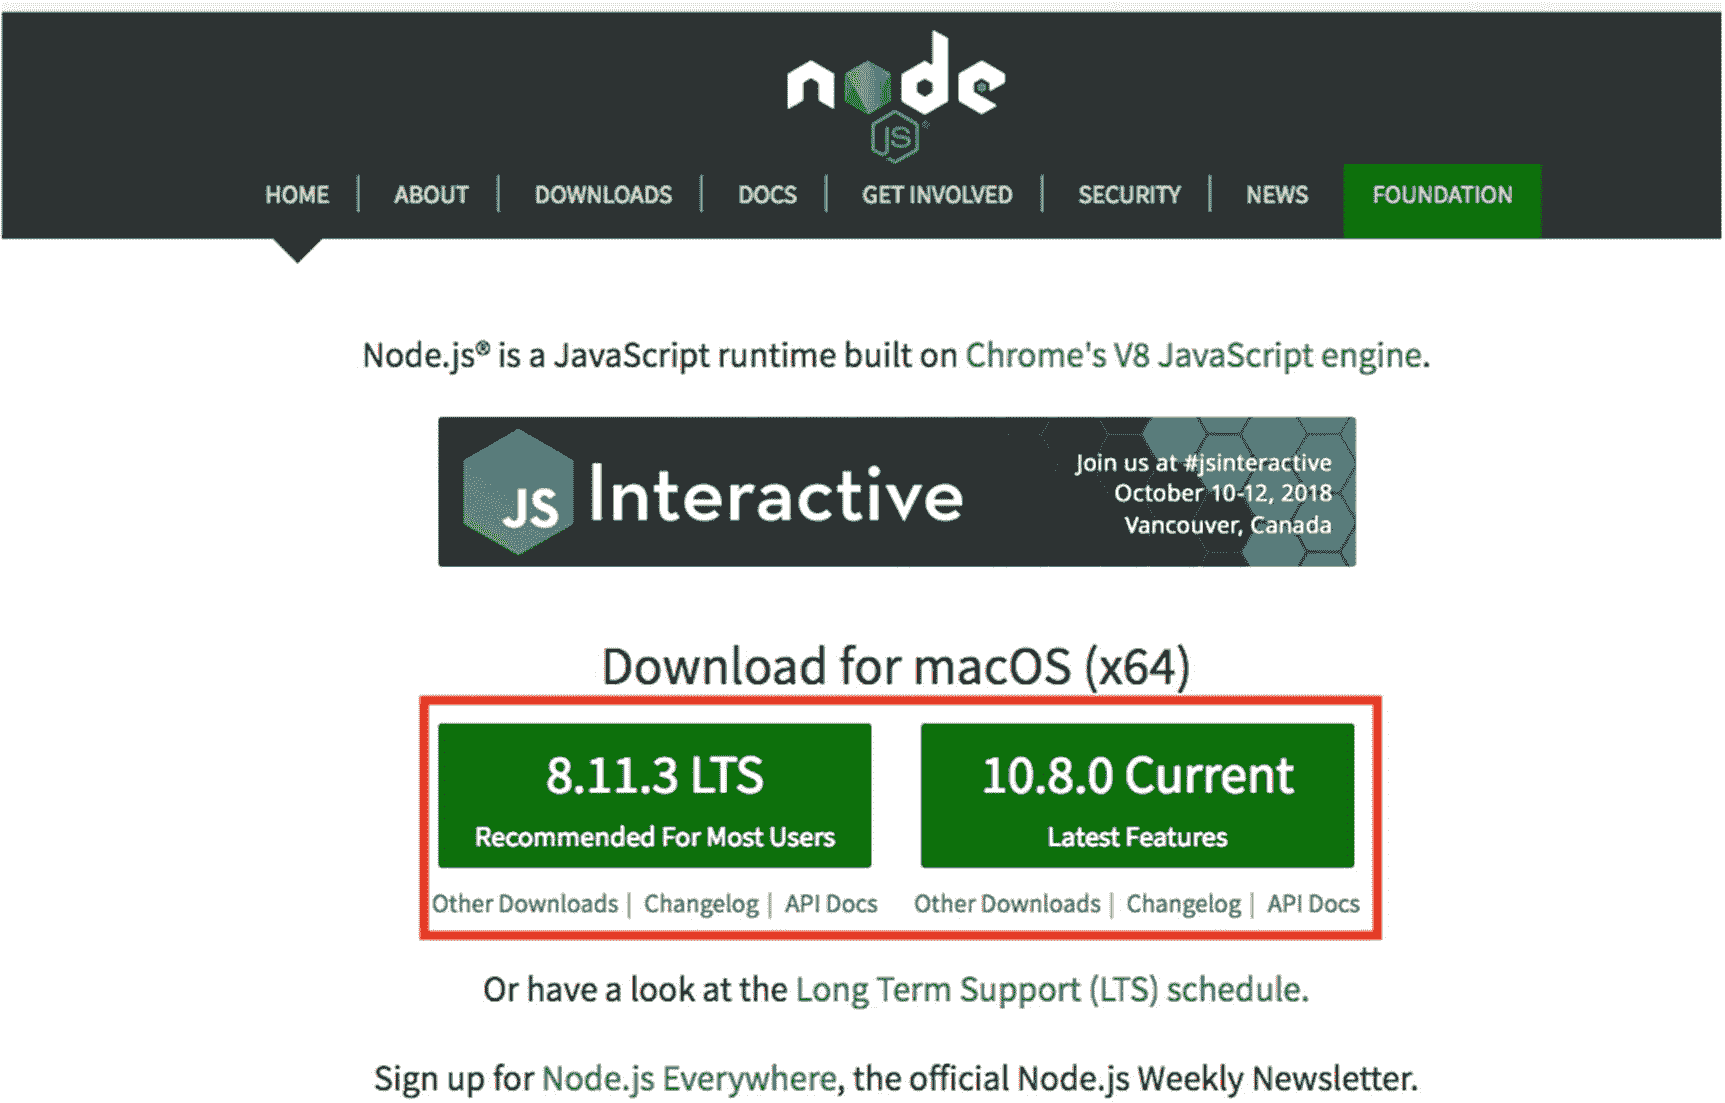 node
JS
HOME | ABOUT | DOWNLOADS | DOCS | GET INVOLVED | SECURITY | NEWS FOUNDATION
Node.js® is a JavaScript runtime built on Chrome's V8 JavaScript engine.
JS Interactive
Join us at #jsinteractive
October 10-12, 2018
Vancouver, Canada
Download for macOS (x64)
8.11.3 LTS
Recommended For Most Users
Other Downloads | Changelog | API Docs
10.8.0 Current
Latest Features
Other Downloads | Changelog | API Docs
Or have a look at the Long Term Support (LTS) schedule.
Sign up for Node.js Everywhere, the official Node.js Weekly Newsletter.